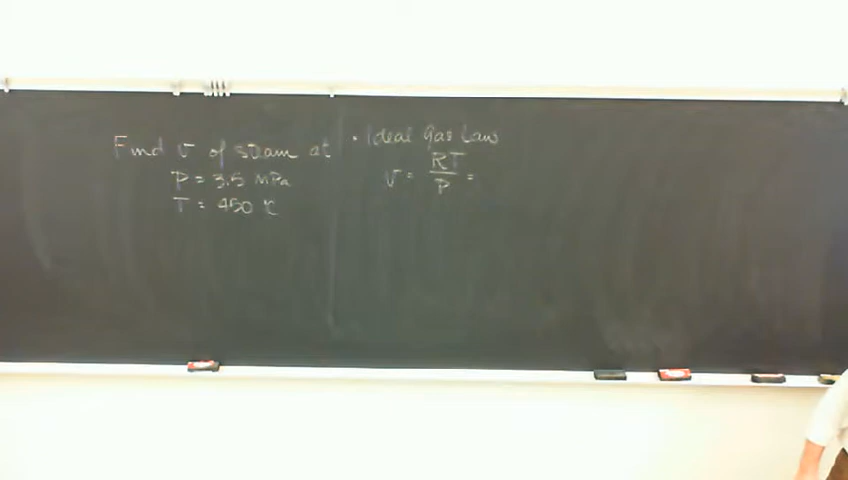 Find v of steam at
P = 3.5 MPa
T = 450 °C
• Ideal Gas Law
v = RT/P =